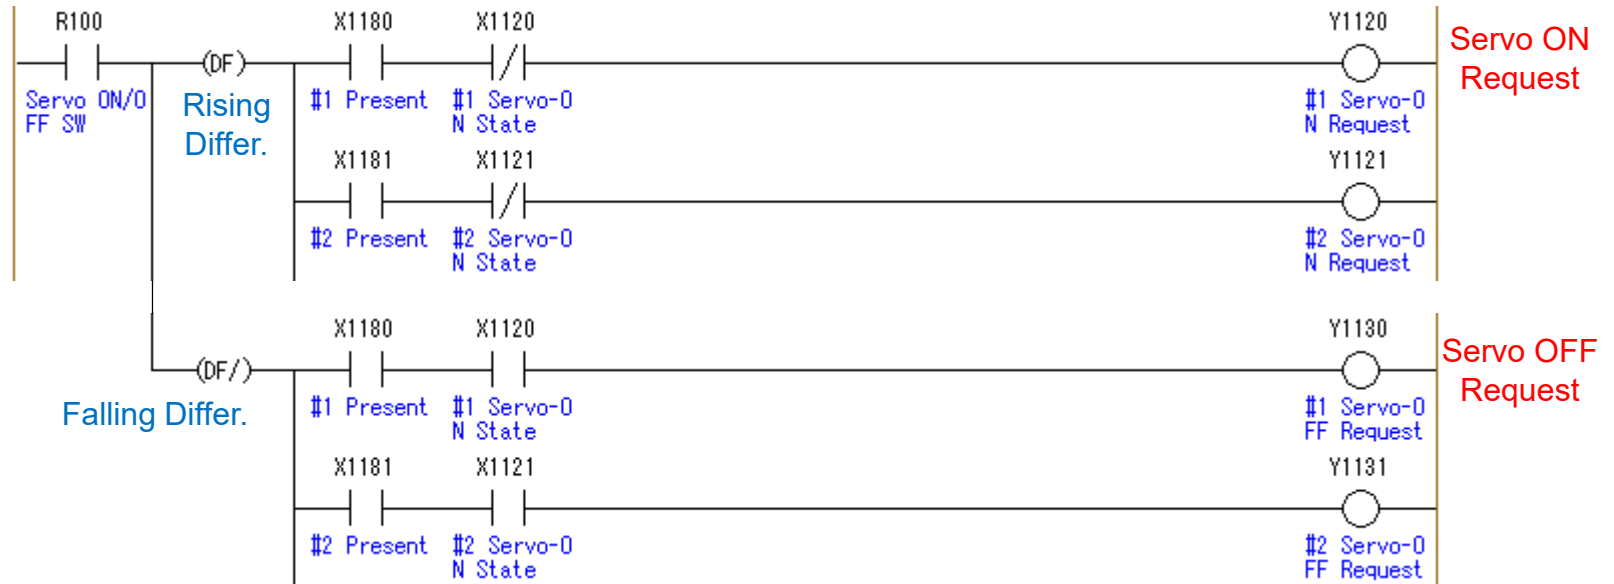 R100 X1180 X1120 Y1120
Servo ON
Request
(DF)
Servo ON/O
FF SW
Rising
Differ.
#1 Present #1 Servo-O
N State
#1 Servo-O
N Request
X1181 X1121 Y1121
#2 Present #2 Servo-O
N State
#2 Servo-O
N Request
X1180 X1120 Y1130
Servo OFF
Request
(DF/)
Falling Differ.
#1 Present #1 Servo-O
N State
#1 Servo-O
FF Request
X1181 X1121 Y1131
#2 Present #2 Servo-O
N State
#2 Servo-O
FF Request